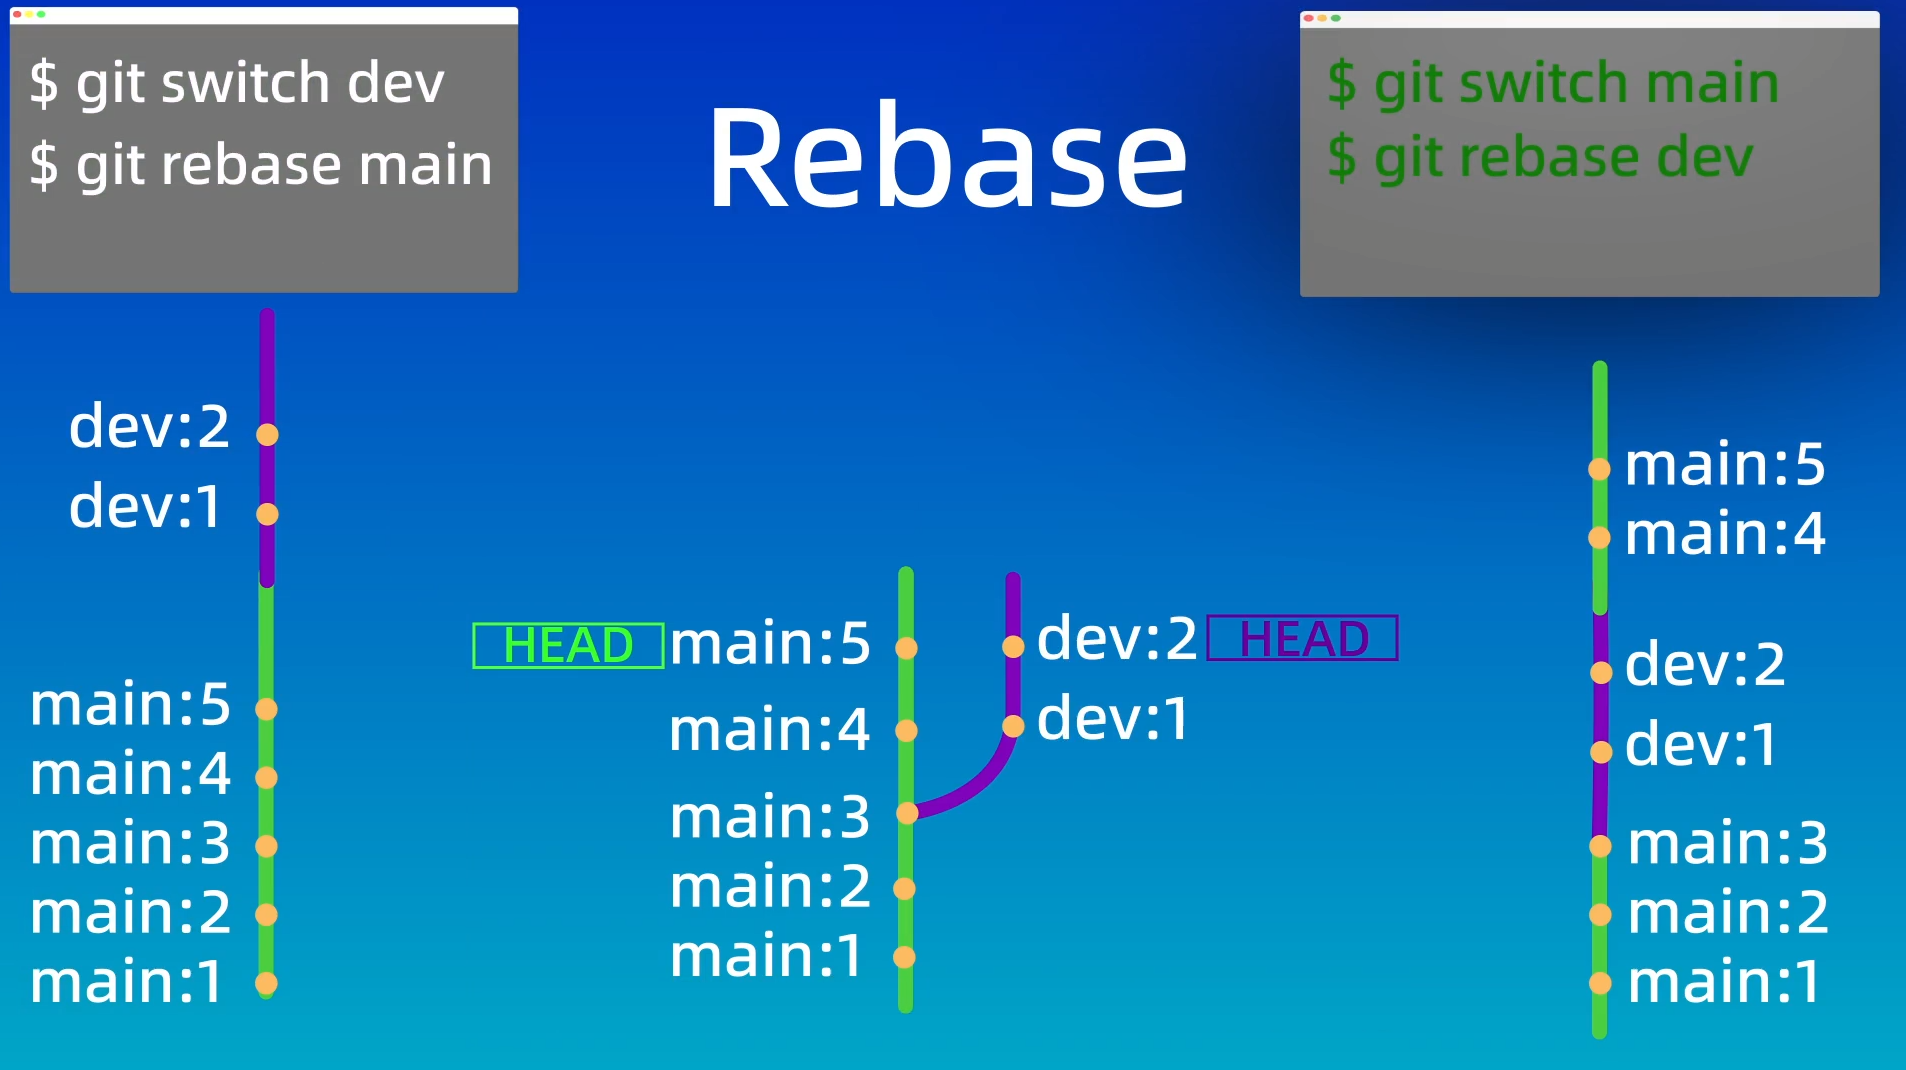 $ git switch dev
$ git rebase main
Rebase
$ git switch main
$ git rebase dev
dev:2
dev:1
main:5
main:4
main:3
main:2
main:1
HEAD main:5
main:4
main:3
main:2
main:1
dev:2 HEAD
dev:1
main:5
main:4
dev:2
dev:1
main:3
main:2
main:1